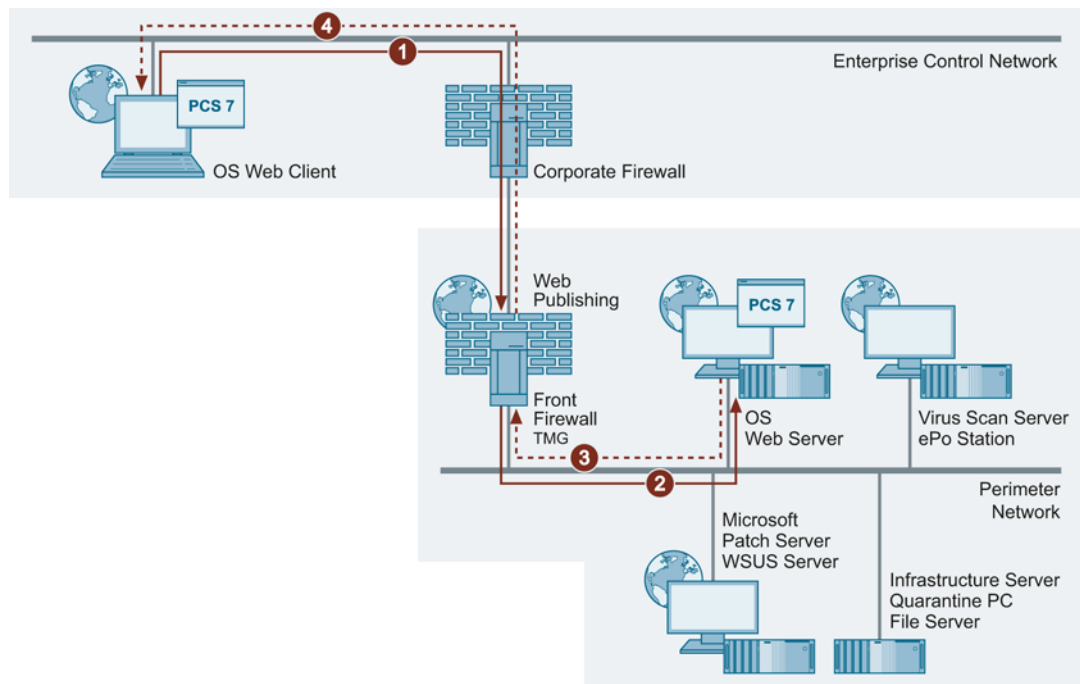 4
1
Enterprise Control Network
PCS 7
OS Web Client
Corporate Firewall
Web
Publishing
PCS 7
Front
Firewall
TMG
OS
Web Server
Virus Scan Server
ePo Station
3
2
Perimeter
Network
Microsoft
Patch Server
WSUS Server
Infrastructure Server
Quarantine PC
File Server